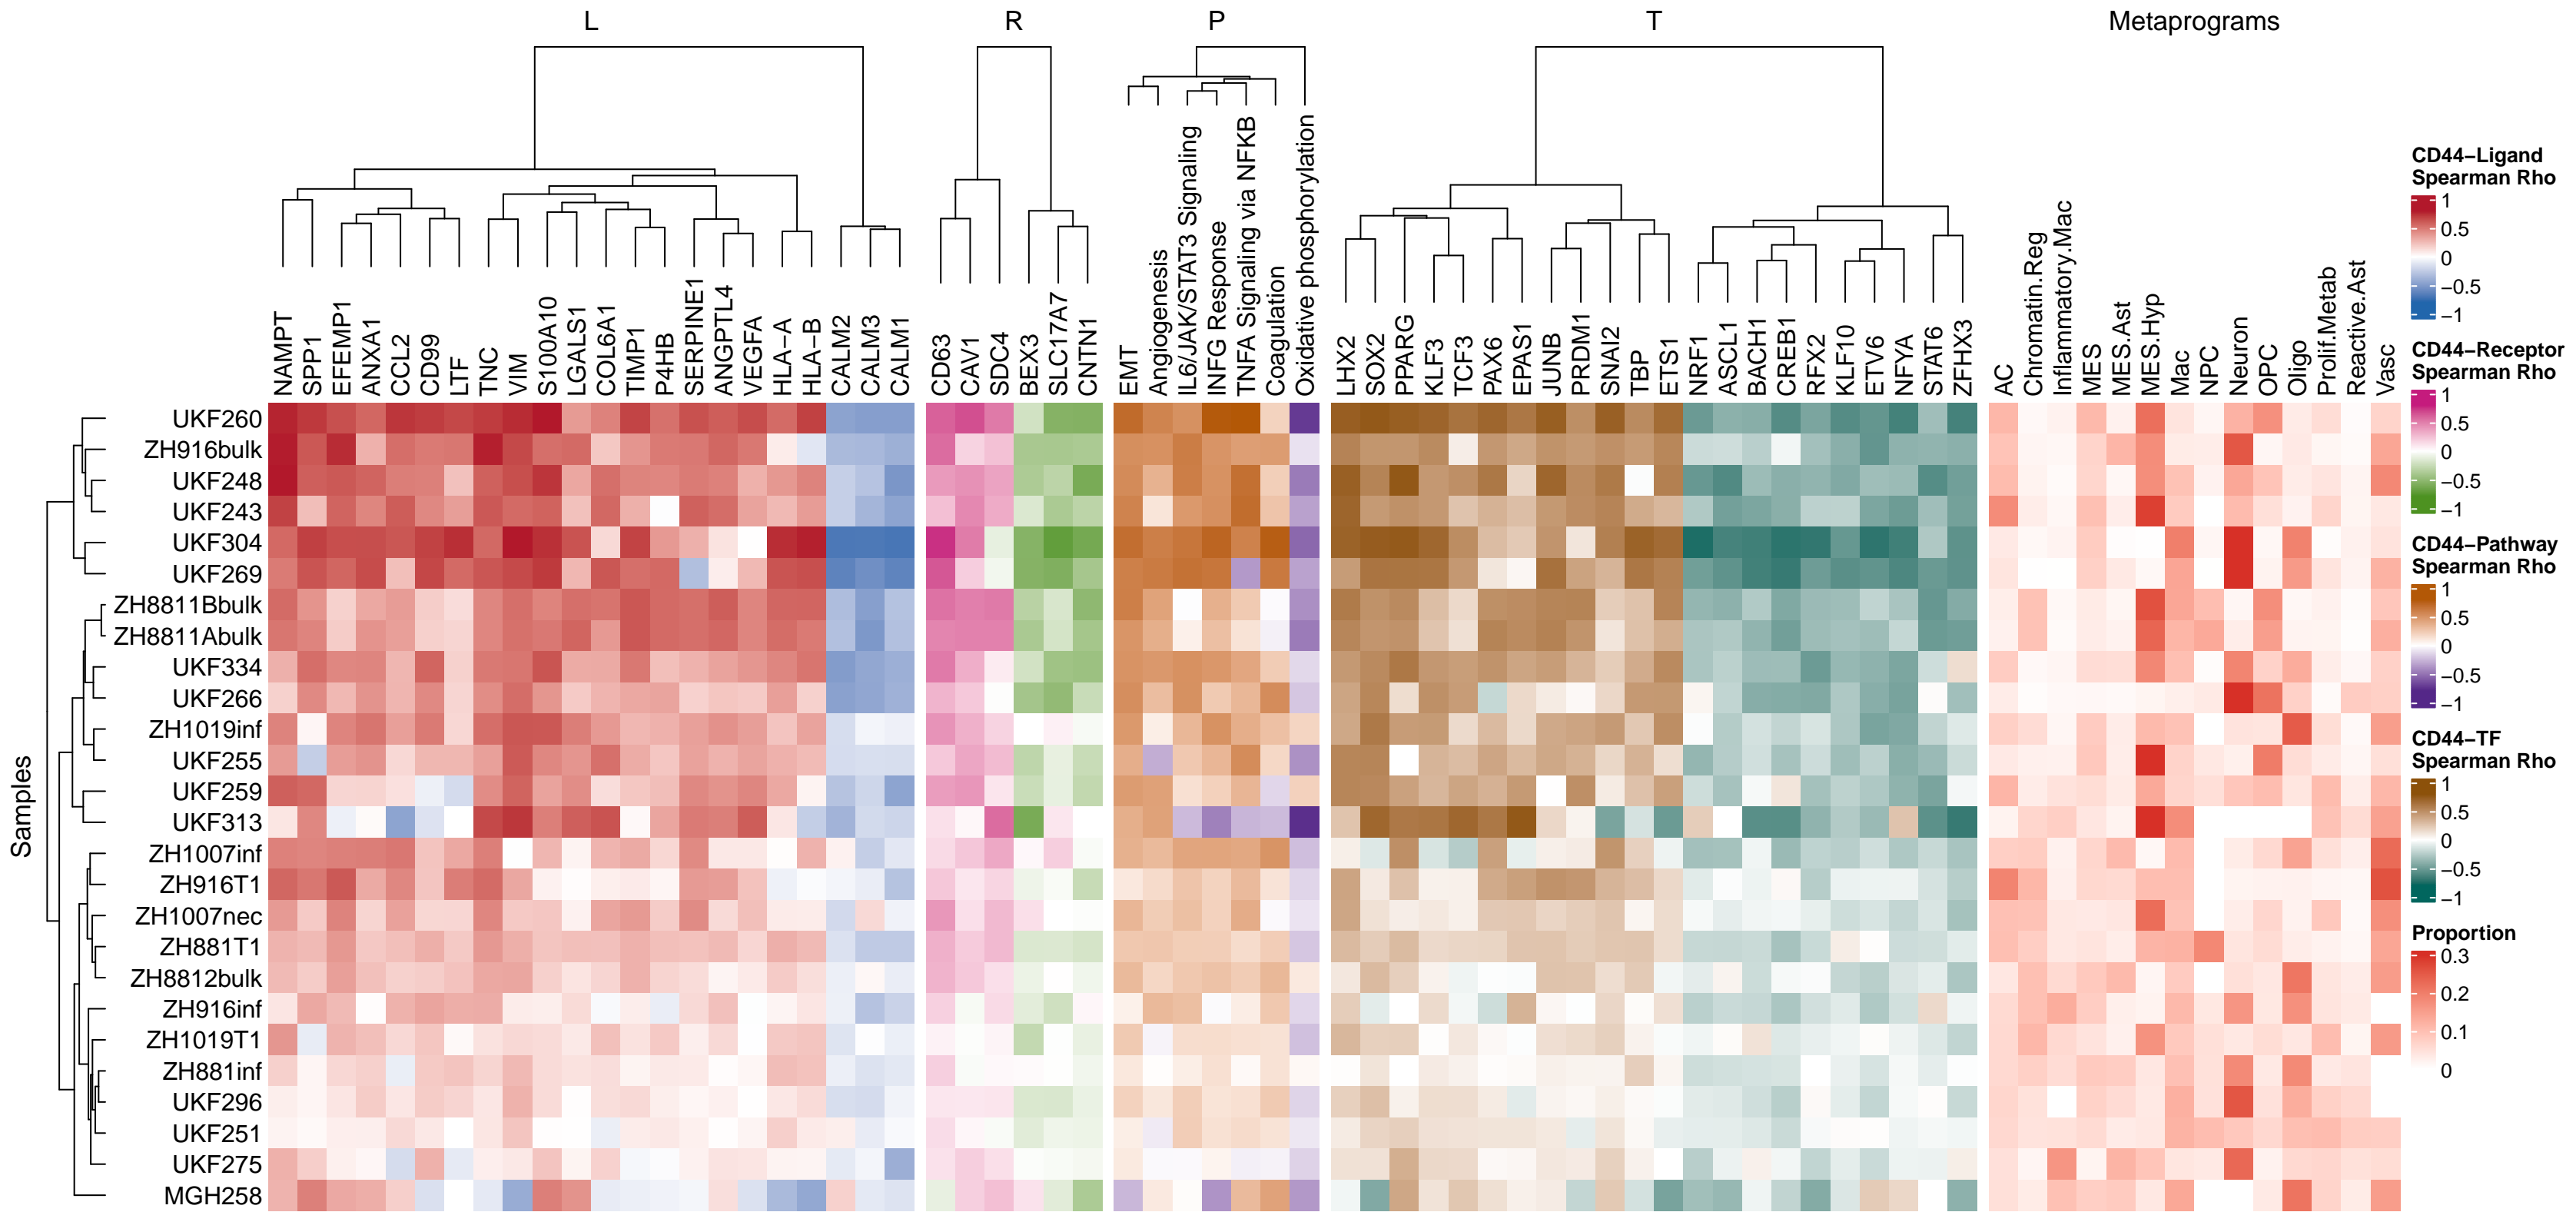 L
R
P
T
Metaprograms
NAMPT
SPP1
EFEMP1
ANXA1
CCL2
CD99
LTF
TNC
VIM
S100A10
LGALS1
COL6A1
TIMP1
P4HB
SERPINE1
ANGPTL4
VEGFA
HLA−A
HLA−B
CALM2
CALM3
CALM1
CD63
CAV1
SDC4
BEX3
SLC17A7
CNTN1
EMT
Angiogenesis
IL6/JAK/STAT3 Signaling
INFG Response
TNFA Signaling via NFKB
Coagulation
Oxidative phosphorylation
LHX2
SOX2
PPARG
KLF3
TCF3
PAX6
EPAS1
JUNB
PRDM1
SNAI2
TBP
ETS1
NRF1
ASCL1
BACH1
CREB1
RFX2
KLF10
ETV6
NFYA
STAT6
ZFHX3
AC
Chromatin.Reg
Inflammatory.Mac
MES
MES.Ast
MES.Hyp
Mac
NPC
Neuron
OPC
Oligo
Prolif.Metab
Reactive.Ast
Vasc
Samples
UKF260
ZH916bulk
UKF248
UKF243
UKF304
UKF269
ZH8811Bbulk
ZH8811Abulk
UKF334
UKF266
ZH1019inf
UKF255
UKF259
UKF313
ZH1007inf
ZH916T1
ZH1007nec
ZH881T1
ZH8812bulk
ZH916inf
ZH1019T1
ZH881inf
UKF296
UKF251
UKF275
MGH258
CD44−Ligand
Spearman Rho
1
0.5
0
−0.5
−1
CD44−Receptor
Spearman Rho
1
0.5
0
−0.5
−1
CD44−Pathway
Spearman Rho
1
0.5
0
−0.5
−1
CD44−TF
Spearman Rho
1
0.5
0
−0.5
−1
Proportion
0.3
0.2
0.1
0